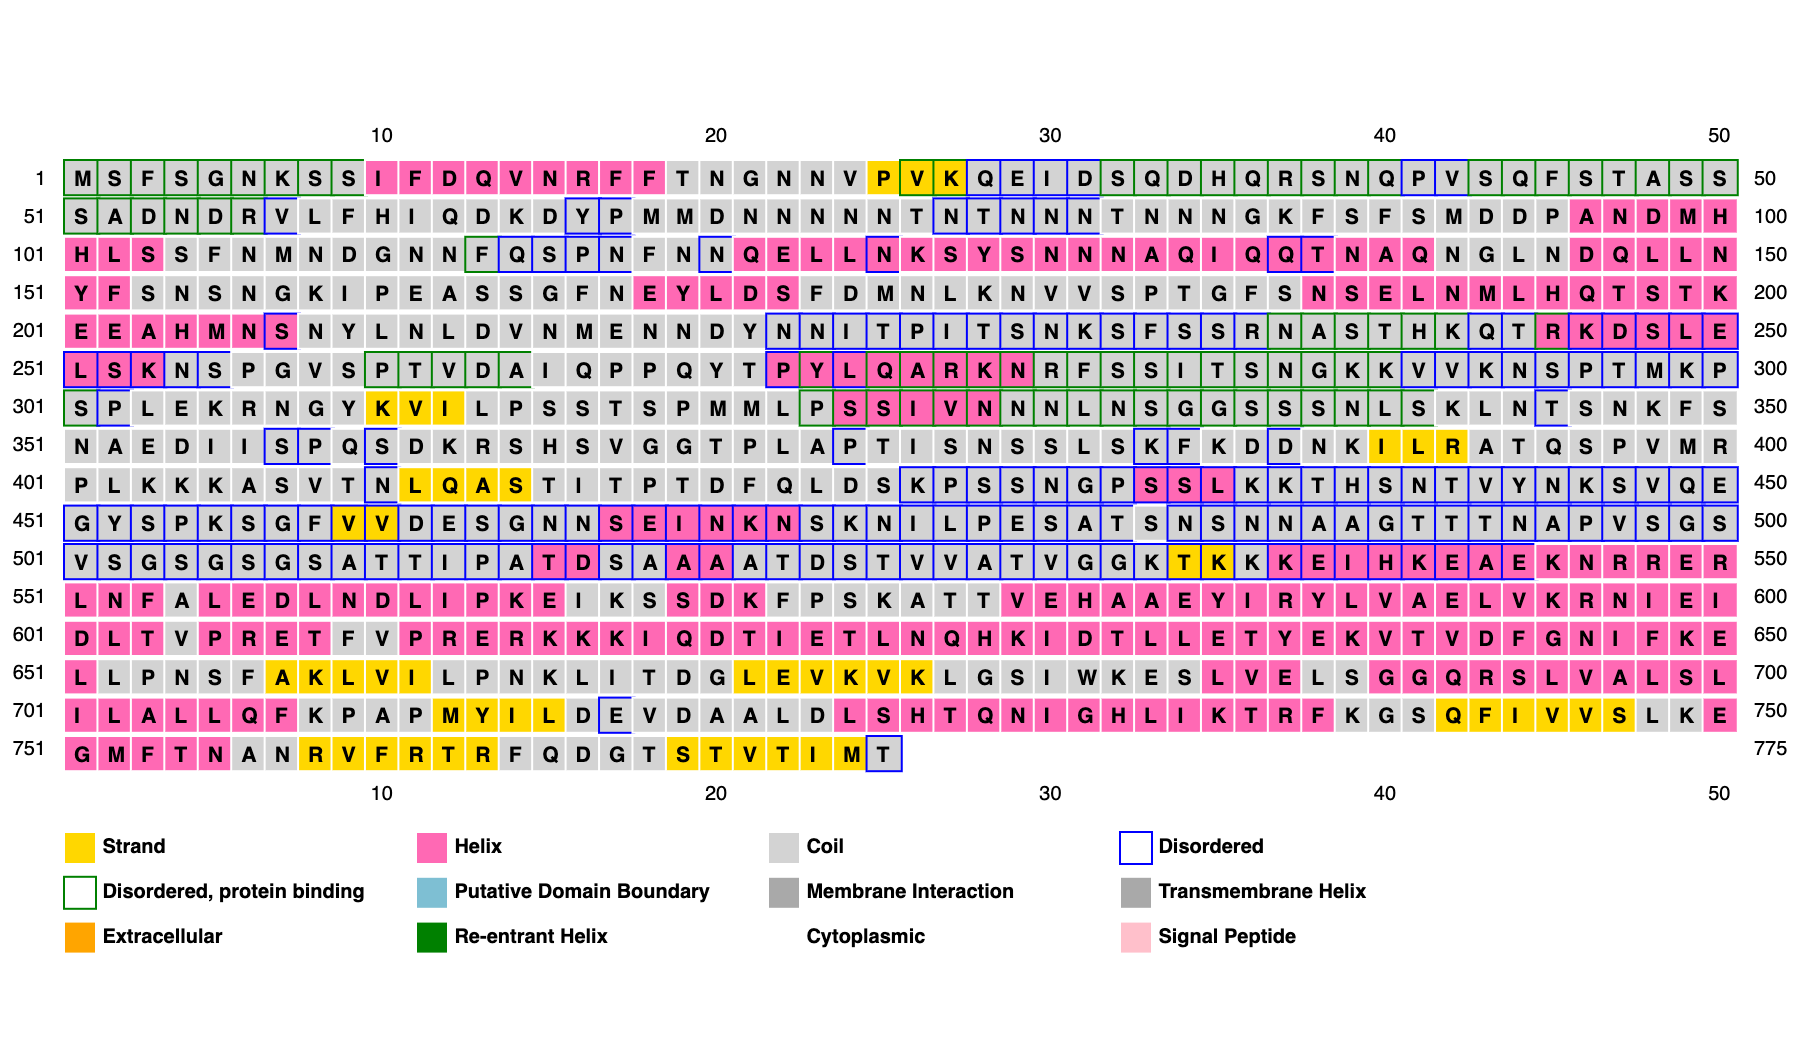 10 20 30 40 50
1 M S F S G N K S S I F D Q V N R F F T N G N N V P V K Q E I D S Q D H Q R S N Q P V S Q F S T A S S 50
51 S A D N D R V L F H I Q D K D Y P M M D N N N N N T N T N N N T N N N G K F S F S M D D P A N D M H 100
101 H L S S F N M N D G N N F Q S P N F N N Q E L L N K S Y S N N N A Q I Q Q T N A Q N G L N D Q L L N 150
151 Y F S N S N G K I P E A S S G F N E Y L D S F D M N L K N V V S P T G F S N S E L N M L H Q T S T K 200
201 E E A H M N S N Y L N L D V N M E N N D Y N N I T P I T S N K S F S S R N A S T H K Q T R K D S L E 250
251 L S K N S P G V S P T V D A I Q P P Q Y T P Y L Q A R K N R F S S I T S N G K K V V K N S P T M K P 300
301 S P L E K R N G Y K V I L P S S T S P M M L P S S I V N N N L N S G G S S S N L S K L N T S N K F S 350
351 N A E D I I S P Q S D K R S H S V G G T P L A P T I S N S S L S K F K D D N K I L R A T Q S P V M R 400
401 P L K K K A S V T N L Q A S T I T P T D F Q L D S K P S S N G P S S L K K T H S N T V Y N K S V Q E 450
451 G Y S P K S G F V V D E S G N N S E I N K N S K N I L P E S A T S N S N N A A G T T T N A P V S G S 500
501 V S G S G S G S A T T I P A T D S A A A A T D S T V V A T V G G K T K K K E I H K E A E K N R R E R 550
551 L N F A L E D L N D L I P K E I K S S D K F P S K A T T V E H A A E Y I R Y L V A E L V K R N I E I 600
601 D L T V P R E T F V P R E R K K K I Q D T I E T L N Q H K I D T L L E T Y E K V T V D F G N I F K E 650
651 L L P N S F A K L V I L P N K L I T D G L E V K V K L G S I W K E S L V E L S G G Q R S L V A L S L 700
701 I L A L L Q F K P A P M Y I L D E V D A A L D L S H T Q N I G H L I K T R F K G S Q F I V V S L K E 750
751 G M F T N A N R V F R T R F Q D G T S T V T I M T 775
10 20 30 40 50
Strand Helix Coil Disordered
Disordered, protein binding Putative Domain Boundary Membrane Interaction Transmembrane Helix
Extracellular Re-entrant Helix Cytoplasmic Signal Peptide